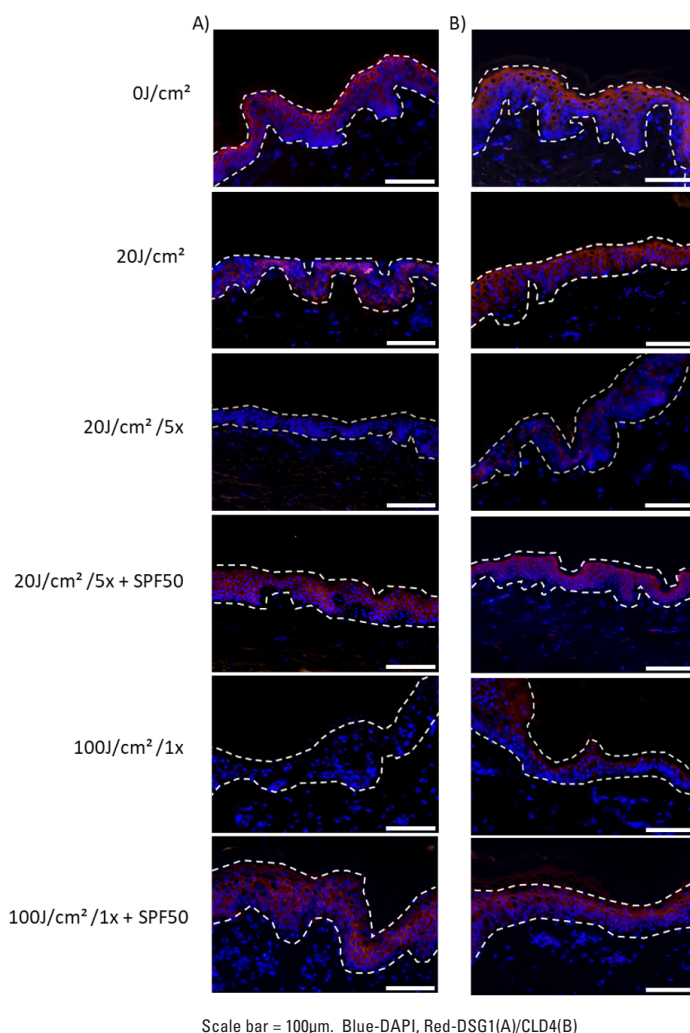 A)
B)
0J/cm²
20J/cm²
20J/cm² /5x
20J/cm² /5x + SPF50
100J/cm² /1x
100J/cm² /1x + SPF50
Scale bar = 100µm. Blue-DAPI, Red-DSG1(A)/CLD4(B)